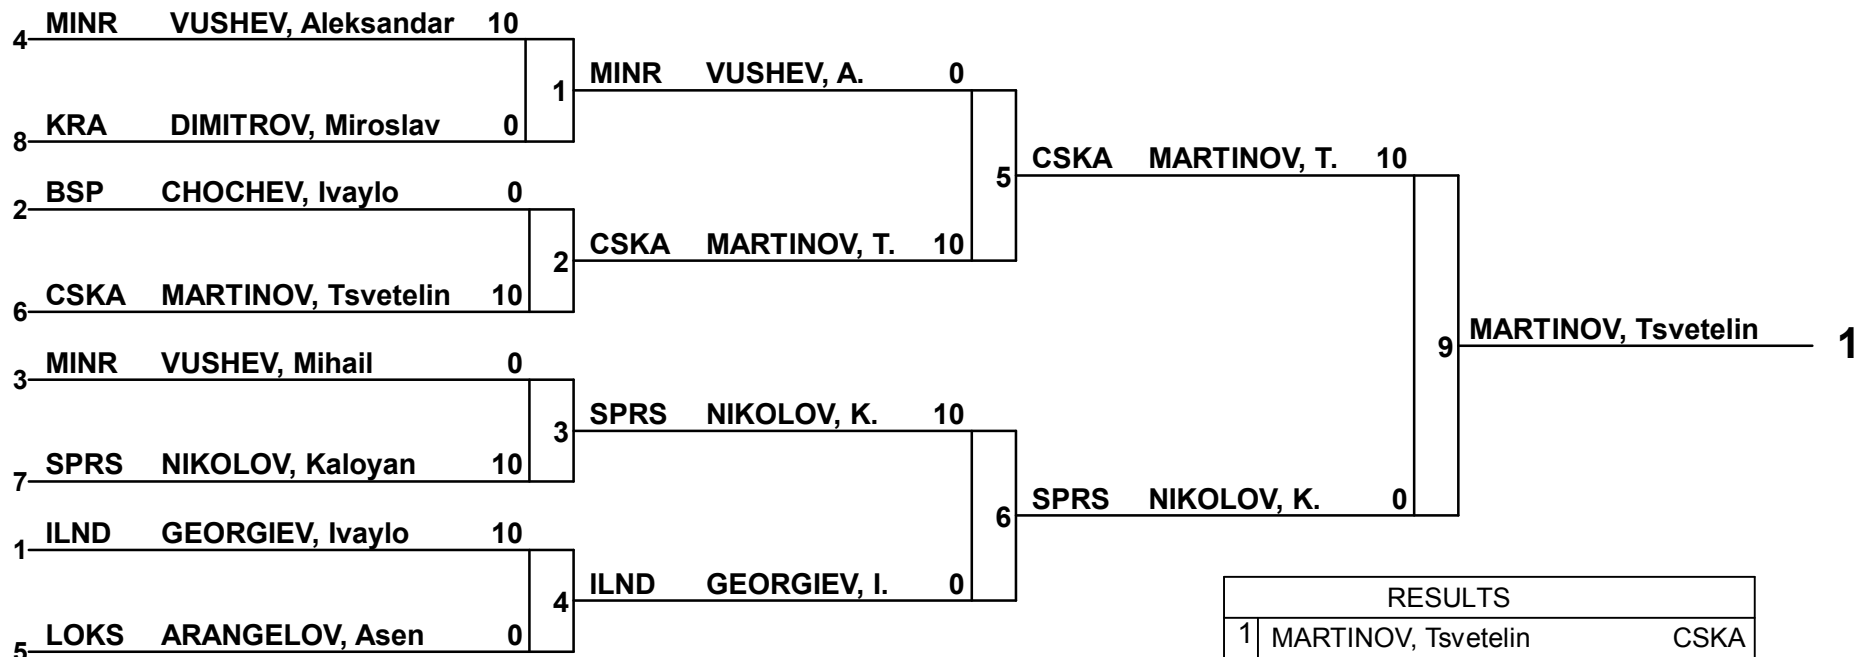 4 MINR VUSHEV, Aleksandar 10
1 MINR VUSHEV, A. 0
8 KRA DIMITROV, Miroslav 0
5 CSKA MARTINOV, T. 10
2 BSP CHOCHEV, Ivaylo 0
2 CSKA MARTINOV, T. 10
6 CSKA MARTINOV, Tsvetelin 10
9 MARTINOV, Tsvetelin 1
3 MINR VUSHEV, Mihail 0
3 SPRS NIKOLOV, K. 10
7 SPRS NIKOLOV, Kaloyan 10
6 SPRS NIKOLOV, K. 0
1 ILND GEORGIEV, Ivaylo 10
4 ILND GEORGIEV, I. 0
5 LOKS ARANGELOV, Asen 0
RESULTS
1 MARTINOV, Tsvetelin CSKA